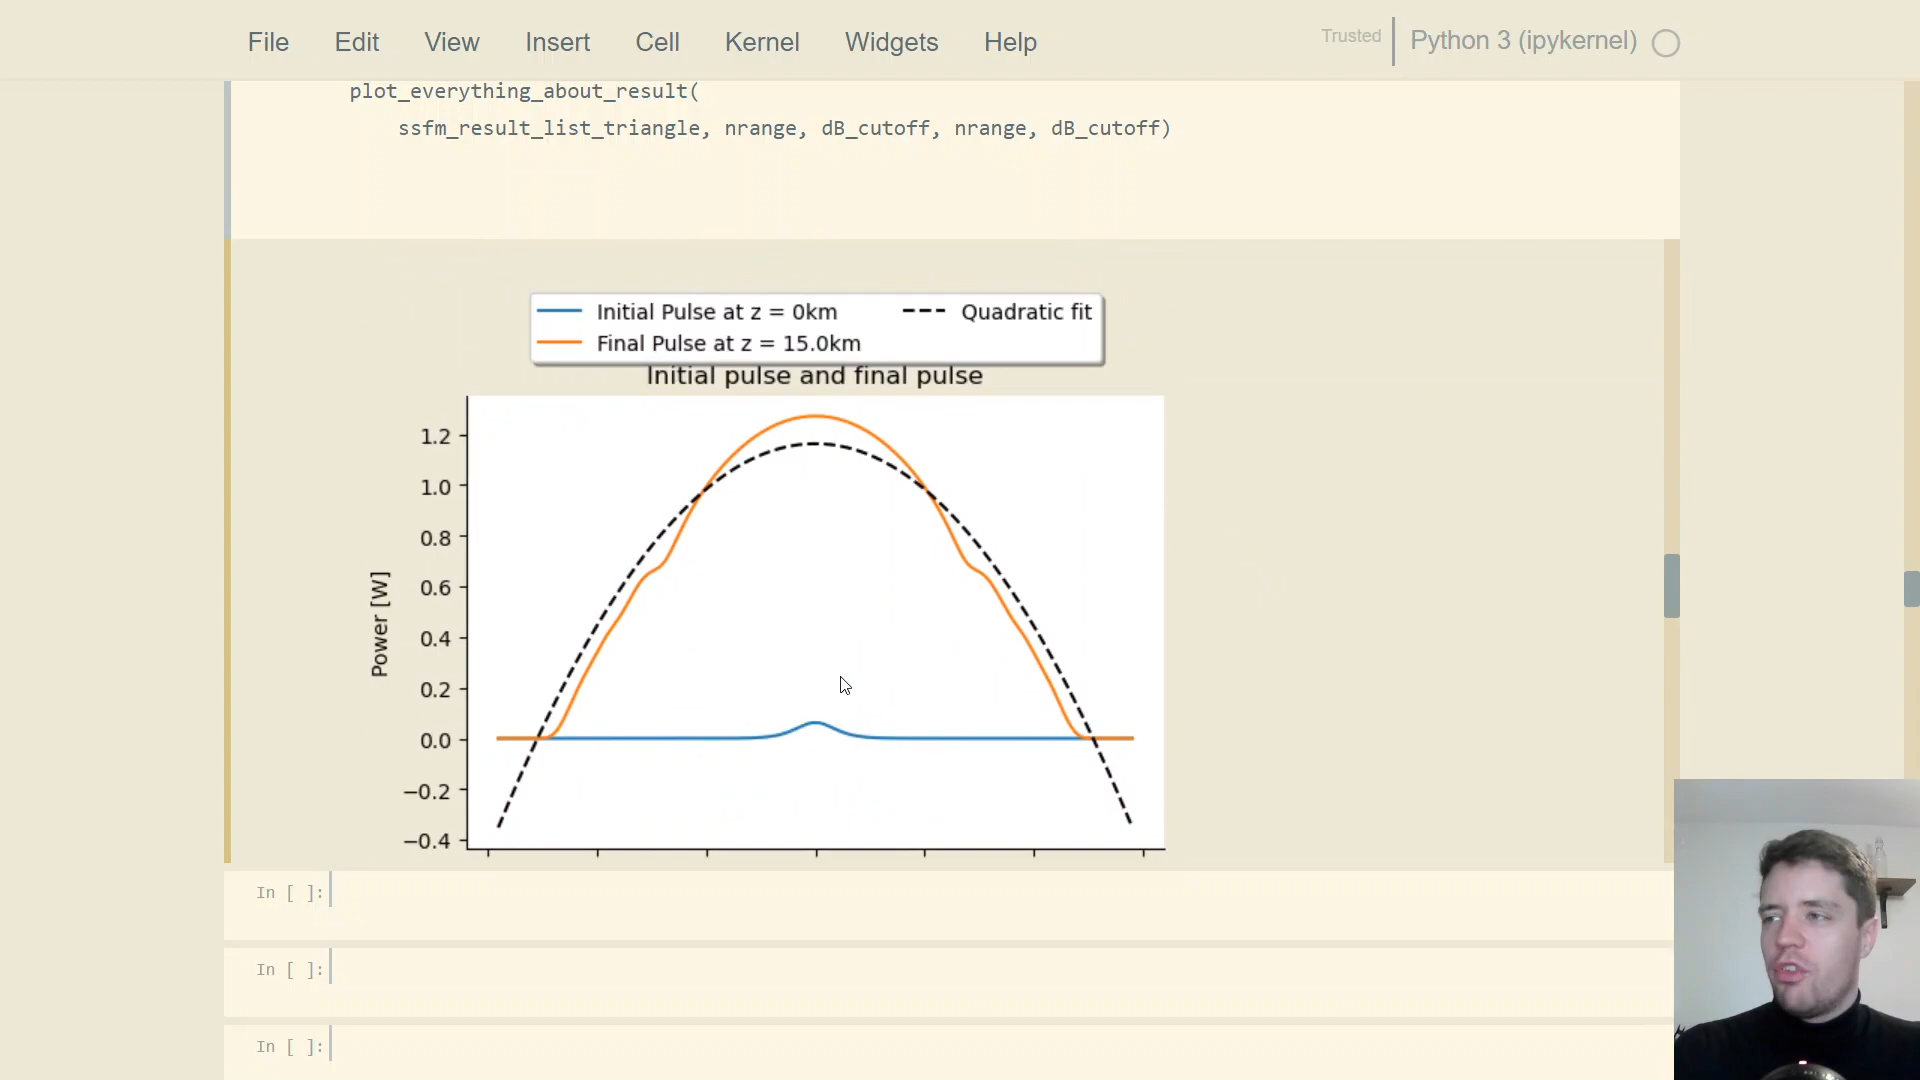 File Edit View Insert Cell Kernel Widgets Help Trusted Python 3 (ipykernel)
plot_everything_about_result(
ssfm_result_list_triangle, nrange, dB_cutoff, nrange, dB_cutoff)
Initial Pulse at z = 0km
Final Pulse at z = 15.0km
Quadratic fit
Initial pulse and final pulse
Power [W]
1.2
1.0
0.8
0.6
0.4
0.2
0.0
−0.2
−0.4
In [ ]:
In [ ]:
In [ ]: